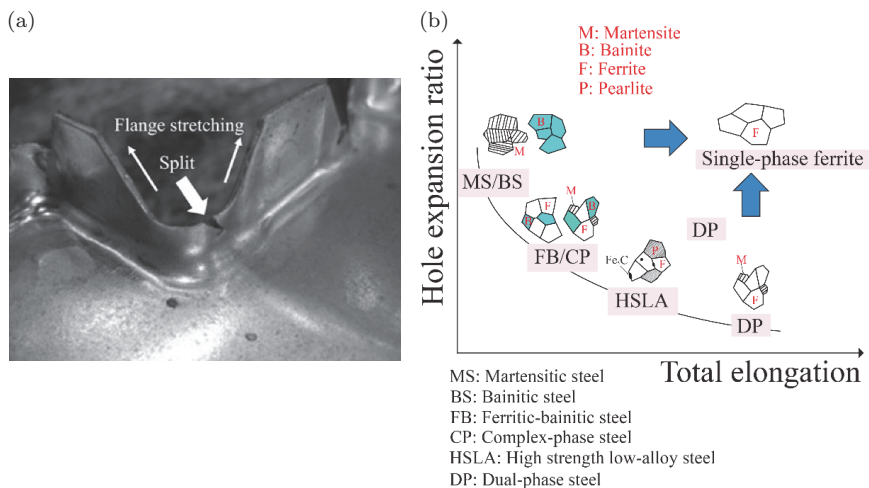 (a)
Flange stretching
Split
(b)
M: Martensite
B: Bainite
F: Ferrite
P: Pearlite
Hole expansion ratio
B
M
MS/BS
F
Single-phase ferrite
M
F
B
B
F
FB/CP
DP
Fe₃C
P
F
HSLA
M
F
DP
Total elongation
MS: Martensitic steel
BS: Bainitic steel
FB: Ferritic-bainitic steel
CP: Complex-phase steel
HSLA: High strength low-alloy steel
DP: Dual-phase steel